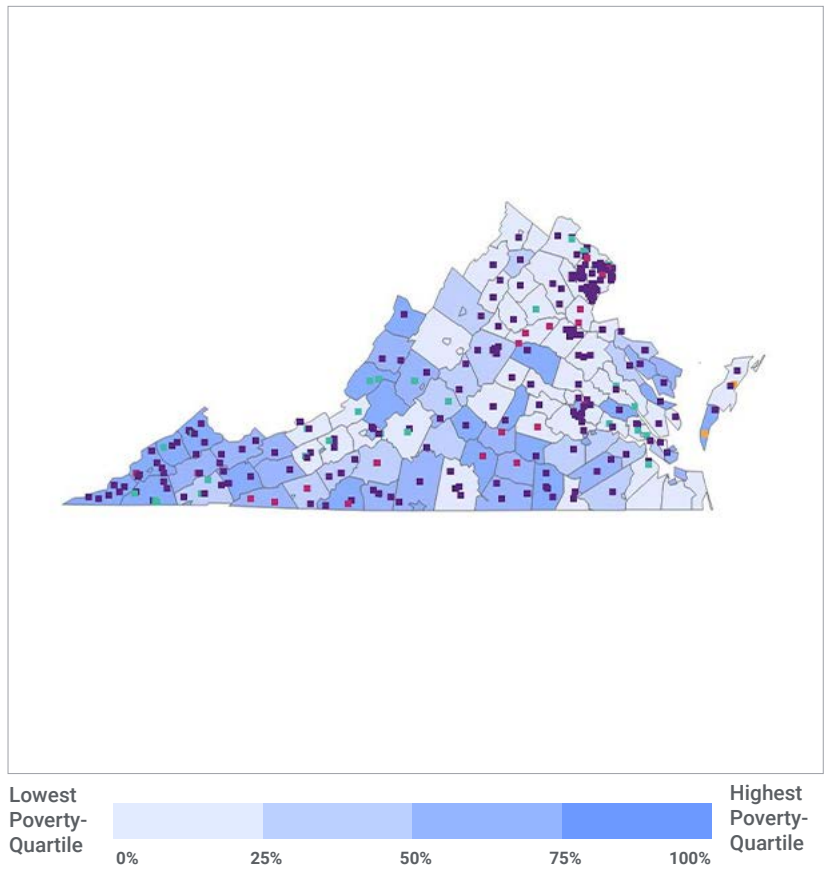 Lowest
Poverty-
Quartile
0%
25%
50%
75%
100%
Highest
Poverty-
Quartile